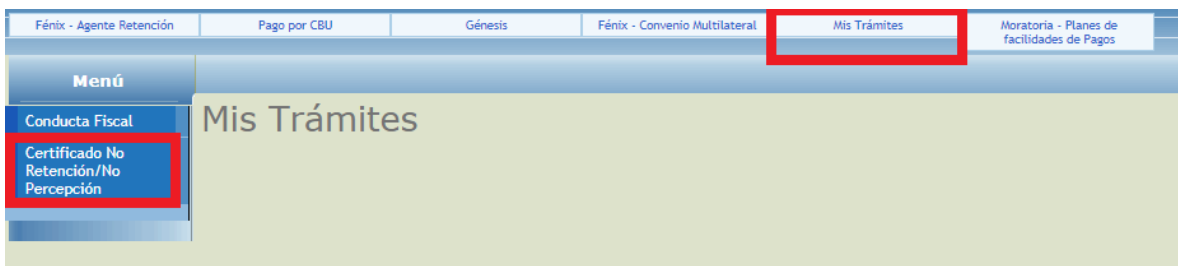 Fénix - Agente Retención
Pago por CBU
Génesis
Fénix - Convenio Multilateral
Mis Trámites
Moratoria - Planes de
facilidades de Pagos
Menú
Conducta Fiscal
Certificado No
Retención/No
Percepción
Mis Trámites